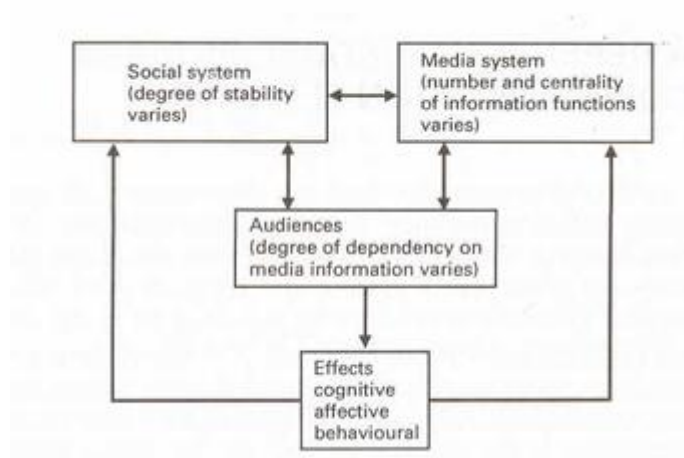 Social system
(degree of stability
varies)
Media system
(number and centrality
of information functions
varies)
Audiences
(degree of dependency on
media information varies)
Effects
cognitive
affective
behavioural